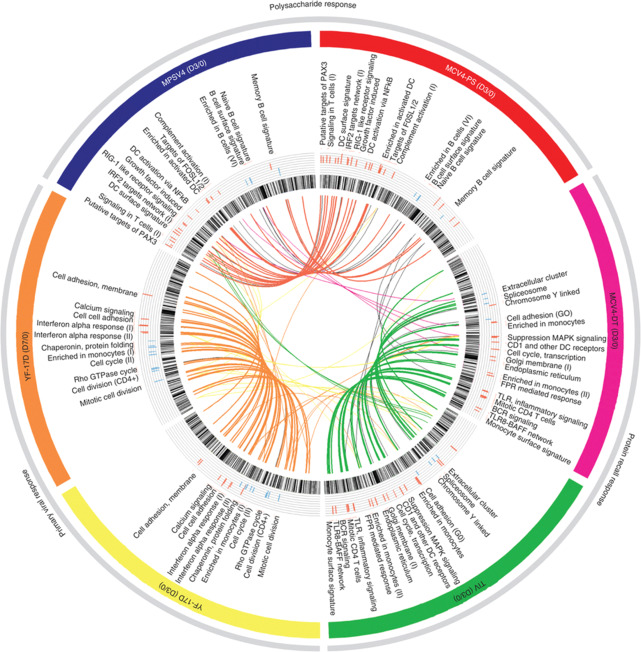 Polysaccharide response
MPSV4 (D3/0)
MCV4-PS (D3/0)
Putative targets of PAX3
Signaling in T cells (I)
DC surface signature
IRF2 targets network (I)
RIG-1 like receptor signaling
Growth factor induced
DC activation via NFkB
Enriched in activated DC
Targets of FOSL1/2
Complement activation (I)
Enriched in B cells (VI)
B cell surface signature
Naive B cell signature
Memory B cell signature
MCV4-DT (D3/0)
Extracellular cluster
Spliceosome
Chromosome Y linked
Cell adhesion (GO)
Enriched in monocytes
Suppression MAPK signaling
CD1 and other DC receptors
Cell cycle, transcription
Golgi membrane (I)
Endoplasmic reticulum
Enriched in monocytes (II)
FPR mediated response
TLR, inflammatory signaling
Mitotic CD4 T cells
BCR signaling
TLR8-BAFF network
Monocyte surface signature
Protein recall response
TIV (D3/0)
Extracellular cluster
Spliceosome
Chromosome Y linked
Cell adhesion (G0)
Enriched in monocytes
Suppression MAPK signaling
CD1 and other DC receptors
Cell cycle, transcription
Golgi membrane (I)
Endoplasmic reticulum
Enriched in monocytes (II)
FPR mediated response
TLR, inflammatory signaling
Mitotic CD4 T cells
BCR signaling
TLR8-BAFF network
Monocyte surface signature
YF-17D (D3/0)
Mitotic cell division
Cell division (CD4+)
Rho GTPase cycle
Cell cycle (II)
Enriched in monocytes (I)
Chaperonin, protein folding
Interferon alpha response (II)
Interferon alpha response (I)
Cell cell adhesion
Calcium signaling
Cell adhesion, membrane
Primary viral response
YF-17D (D7/0)
Mitotic cell division
Cell division (CD4+)
Rho GTPase cycle
Cell cycle (II)
Enriched in monocytes (I)
Chaperonin, protein folding
Interferon alpha response (II)
Interferon alpha response (I)
Cell cell adhesion
Calcium signaling
Cell adhesion, membrane
Putative targets of PAX3
Signaling in T cells (I)
DC surface signature
IRF2 targets network (I)
RIG-1 like receptor signaling
Growth factor induced
DC activation via NFkB
Enriched in activated DC
Targets of FOSL1/2
Complement activation (I)
Enriched in B cells (VI)
B cell surface signature
Naive B cell signature
Memory B cell signature